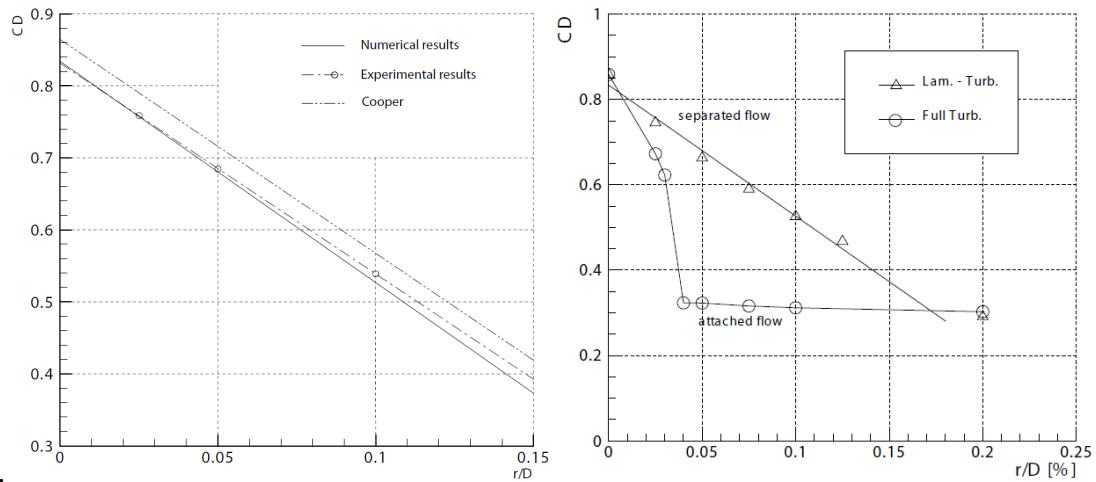 CD
0.9
0.8
0.7
0.6
0.5
0.4
0.3
0
0.05
0.1
0.15
r/D
Numerical results
Experimental results
Cooper
CD
1
0.8
0.6
0.4
0.2
0
0
0.05
0.1
0.15
0.2
0.25
r/D [%]
Lam. - Turb.
Full Turb.
separated flow
attached flow